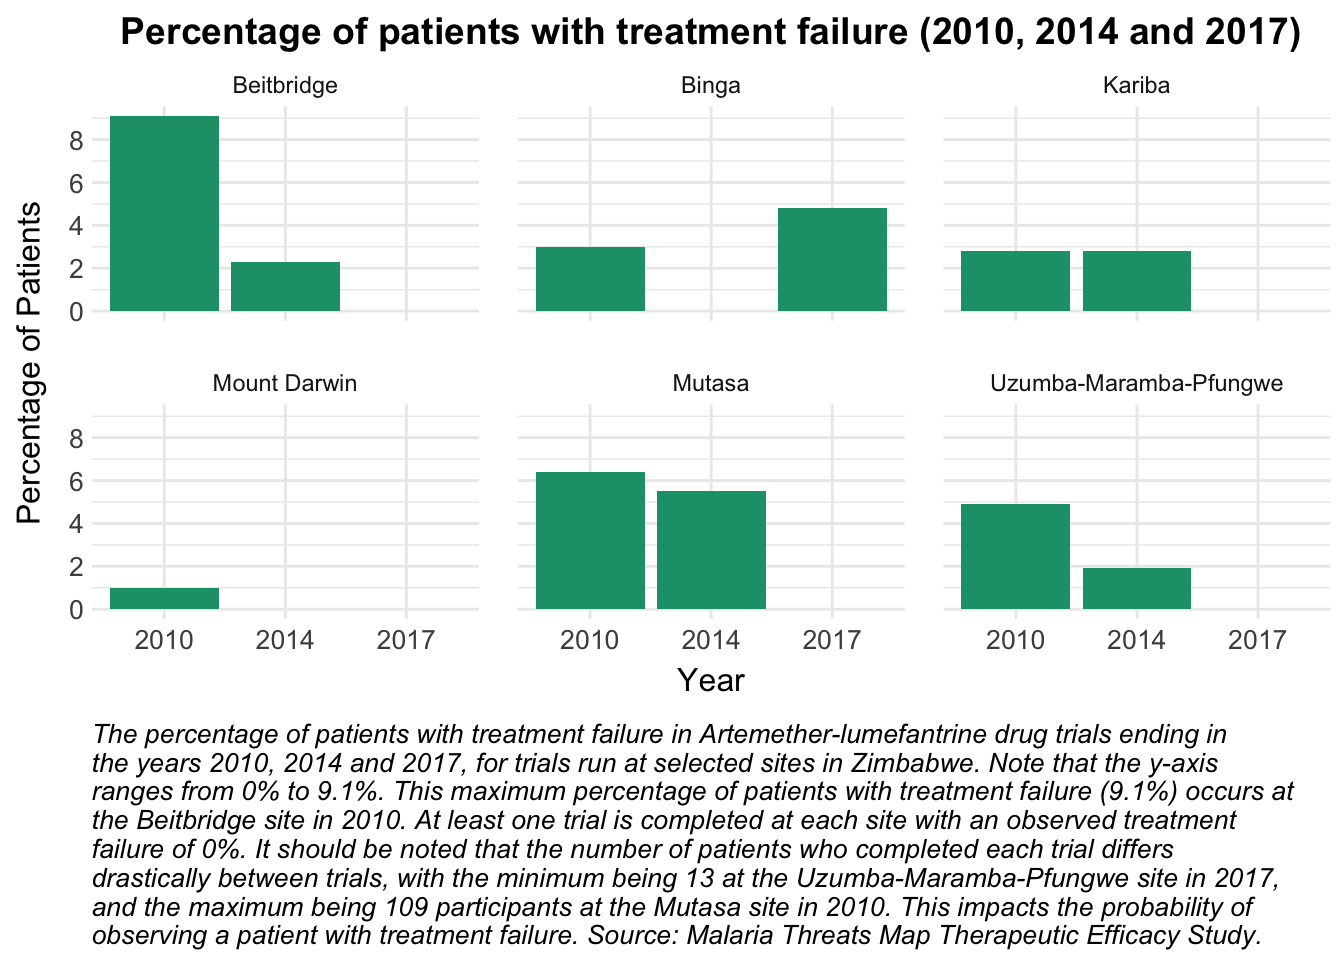 Percentage of patients with treatment failure (2010, 2014 and 2017)
Beitbridge
Binga
Kariba
8
6
4
2
0
Percentage of Patients
Mount Darwin
Mutasa
Uzumba-Maramba-Pfungwe
8
6
4
2
0
2010 2014 2017
2010 2014 2017
2010 2014 2017
Year
The percentage of patients with treatment failure in Artemether-lumefantrine drug trials ending in
the years 2010, 2014 and 2017, for trials run at selected sites in Zimbabwe. Note that the y-axis
ranges from 0% to 9.1%. This maximum percentage of patients with treatment failure (9.1%) occurs at
the Beitbridge site in 2010. At least one trial is completed at each site with an observed treatment
failure of 0%. It should be noted that the number of patients who completed each trial differs
drastically between trials, with the minimum being 13 at the Uzumba-Maramba-Pfungwe site in 2017,
and the maximum being 109 participants at the Mutasa site in 2010. This impacts the probability of
observing a patient with treatment failure. Source: Malaria Threats Map Therapeutic Efficacy Study.